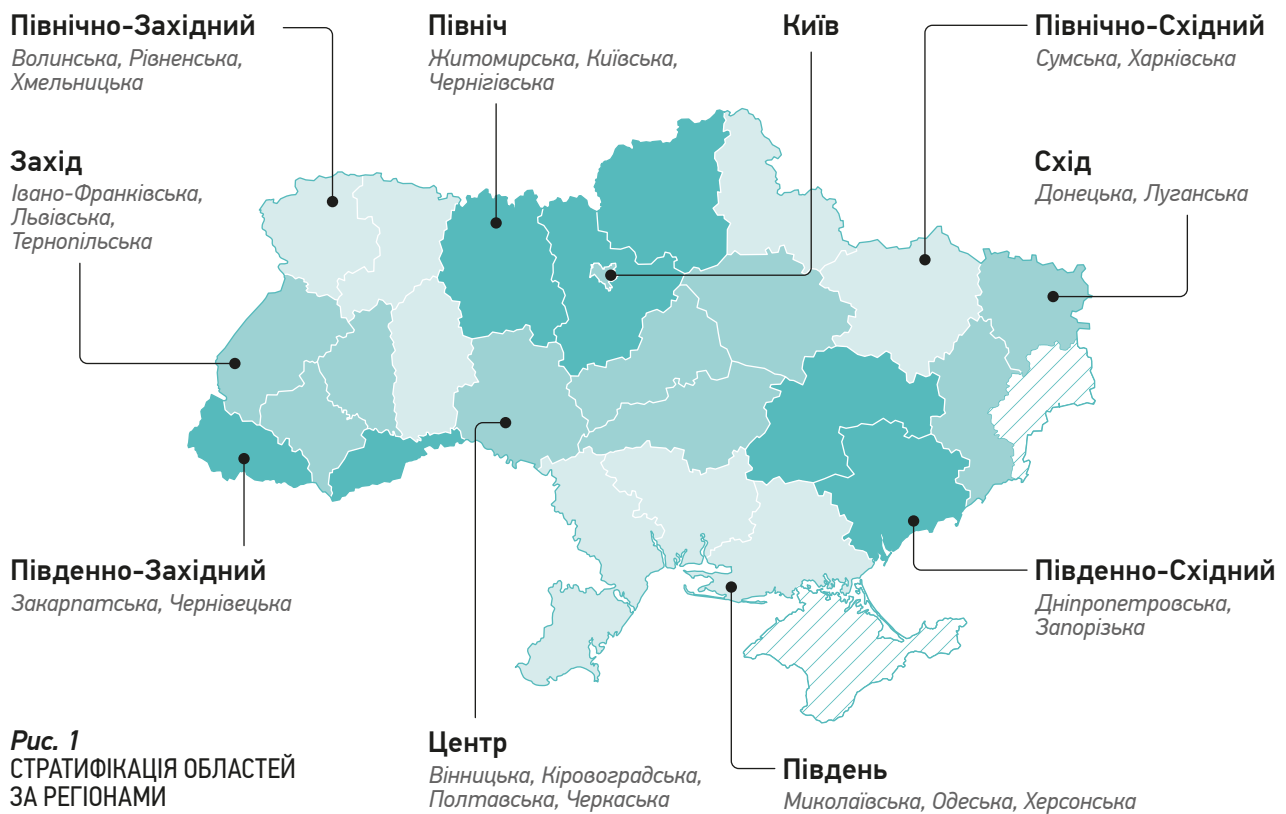 Північно-Західний
Волинська, Рівненська,
Хмельницька
Північ
Житомирська, Київська,
Чернігівська
Київ
Північно-Східний
Сумська, Харківська
Захід
Івано-Франківська,
Львівська,
Тернопільська
Схід
Донецька, Луганська
Південно-Західний
Закарпатська, Чернівецька
Південно-Східний
Дніпропетровська,
Запорізька
Рис. 1
СТРАТИФІКАЦІЯ ОБЛАСТЕЙ
ЗА РЕГІОНАМИ
Центр
Вінницька, Кіровоградська,
Полтавська, Черкаська
Південь
Миколаївська, Одеська, Херсонська